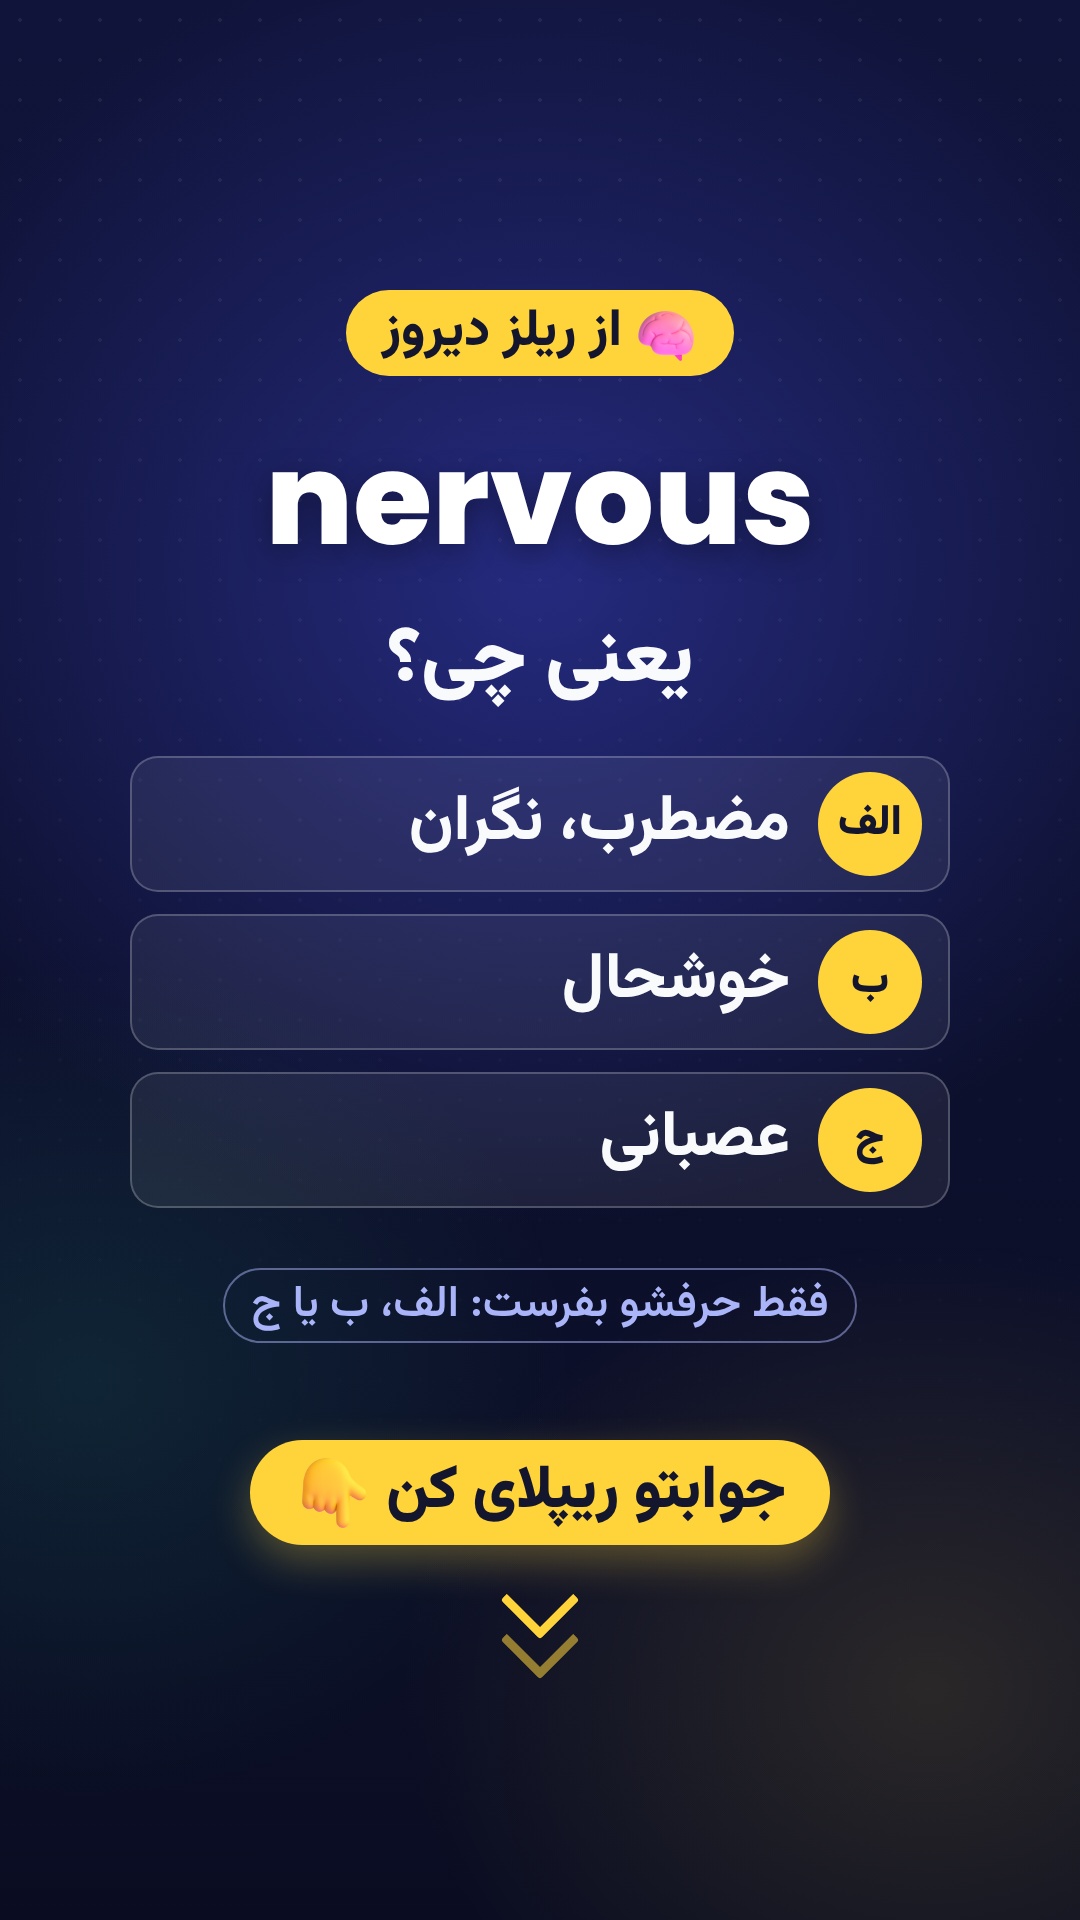 🧠 از ریلز دیروز
nervous
یعنی چی؟
الف مضطرب، نگران
ب خوشحال
ج عصبانی
فقط حرفشو بفرست: الف، ب یا ج
جوابتو ریپلای کن 👇